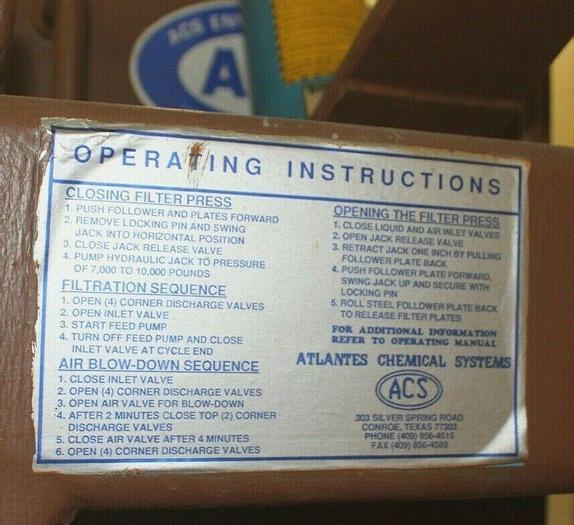 ACS EN
A
OPERATING INSTRUCTIONS
CLOSING FILTER PRESS
1. PUSH FOLLOWER AND PLATES FORWARD
2. REMOVE LOCKING PIN AND SWING
JACK INTO HORIZONTAL POSITION
3. CLOSE JACK RELEASE VALVE
4. PUMP HYDRAULIC JACK TO PRESSURE
OF 7,000 TO 10,000 POUNDS
FILTRATION SEQUENCE
1. OPEN (4) CORNER DISCHARGE VALVES
2. OPEN INLET VALVE
3. START FEED PUMP
4. TURN OFF FEED PUMP AND CLOSE
INLET VALVE AT CYCLE END
AIR BLOW-DOWN SEQUENCE
1. CLOSE INLET VALVE
2. OPEN (4) CORNER DISCHARGE VALVES
3. OPEN AIR VALVE FOR BLOW-DOWN
4. AFTER 2 MINUTES CLOSE TOP (2) CORNER
DISCHARGE VALVES
5. CLOSE AIR VALVE AFTER 4 MINUTES
6. OPEN (4) CORNER DISCHARGE VALVES
OPENING THE FILTER PRESS
1. CLOSE LIQUID AND AIR INLET VALVES
2. OPEN JACK RELEASE VALVE
3. RETRACT JACK ONE INCH BY PULLING
FOLLOWER PLATE BACK
4. PUSH FOLLOWER PLATE FORWARD,
SWING JACK UP AND SECURE WITH
LOCKING PIN
5. ROLL STEEL FOLLOWER PLATE BACK
TO RELEASE FILTER PLATES
FOR ADDITIONAL INFORMATION
REFER TO OPERATING MANUAL
ATLANTES CHEMICAL SYSTEMS
ACS
303 SILVER SPRING ROAD
CONROE, TEXAS 77303
PHONE (409) 856-4515
FAX (409) 856-4589